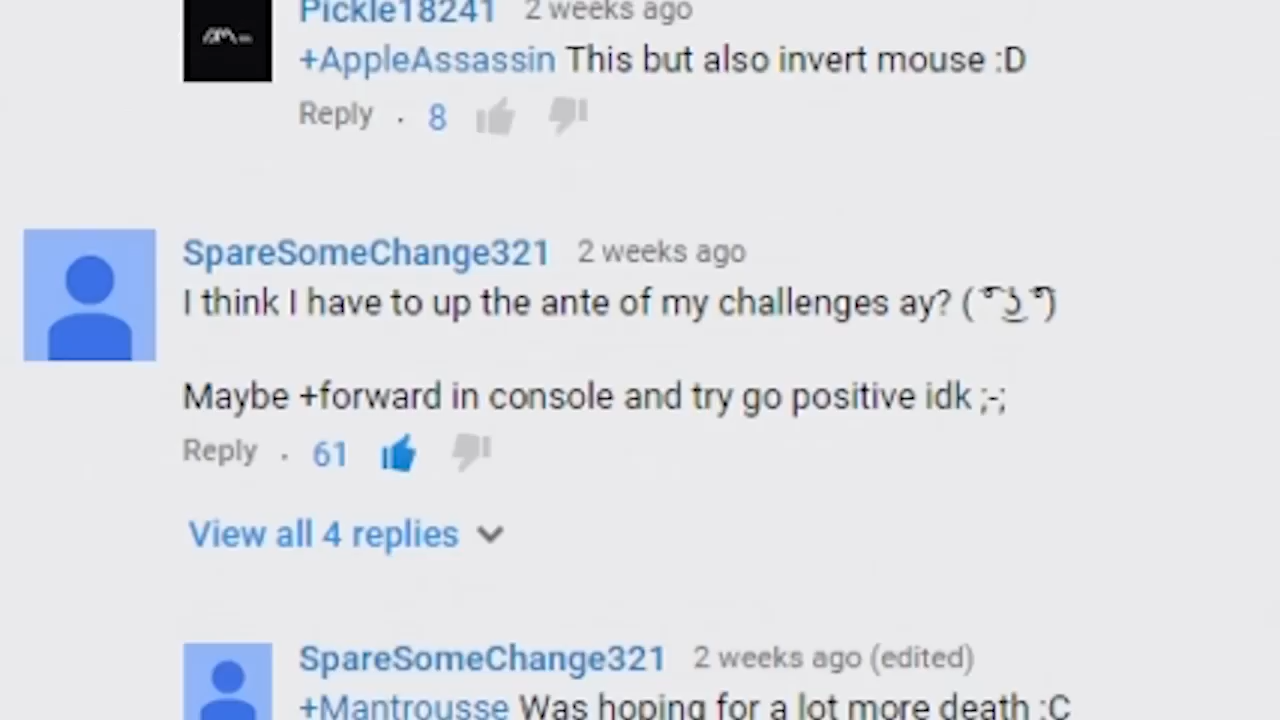 Pickle18241 2 weeks ago
+AppleAssassin This but also invert mouse :D
Reply . 8
SpareSomeChange321 2 weeks ago
I think I have to up the ante of my challenges ay? ( ͡° ͜ʖ ͡°)
Maybe +forward in console and try go positive idk ;-;
Reply . 61
View all 4 replies
SpareSomeChange321 2 weeks ago (edited)
+Mantrousse Was hoping for a lot more death :C